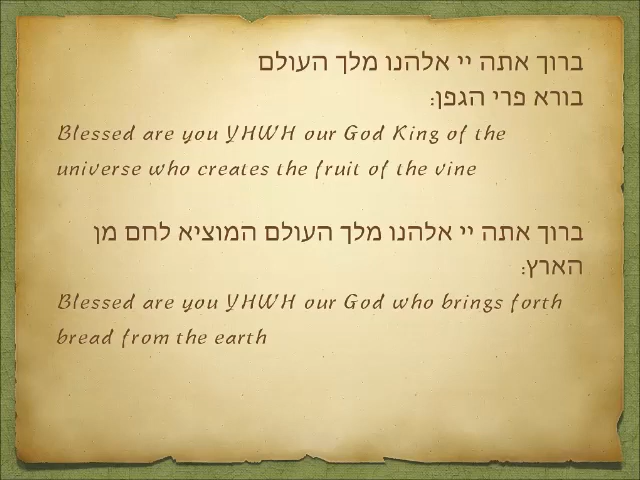 ברוך אתה יי אלהנו מלך העולם
בורא פרי הגפן:
Blessed are you YHWH our God King of the
universe who creates the fruit of the vine
ברוך אתה יי אלהנו מלך העולם המוציא לחם מן
הארץ:
Blessed are you YHWH our God who brings forth
bread from the earth